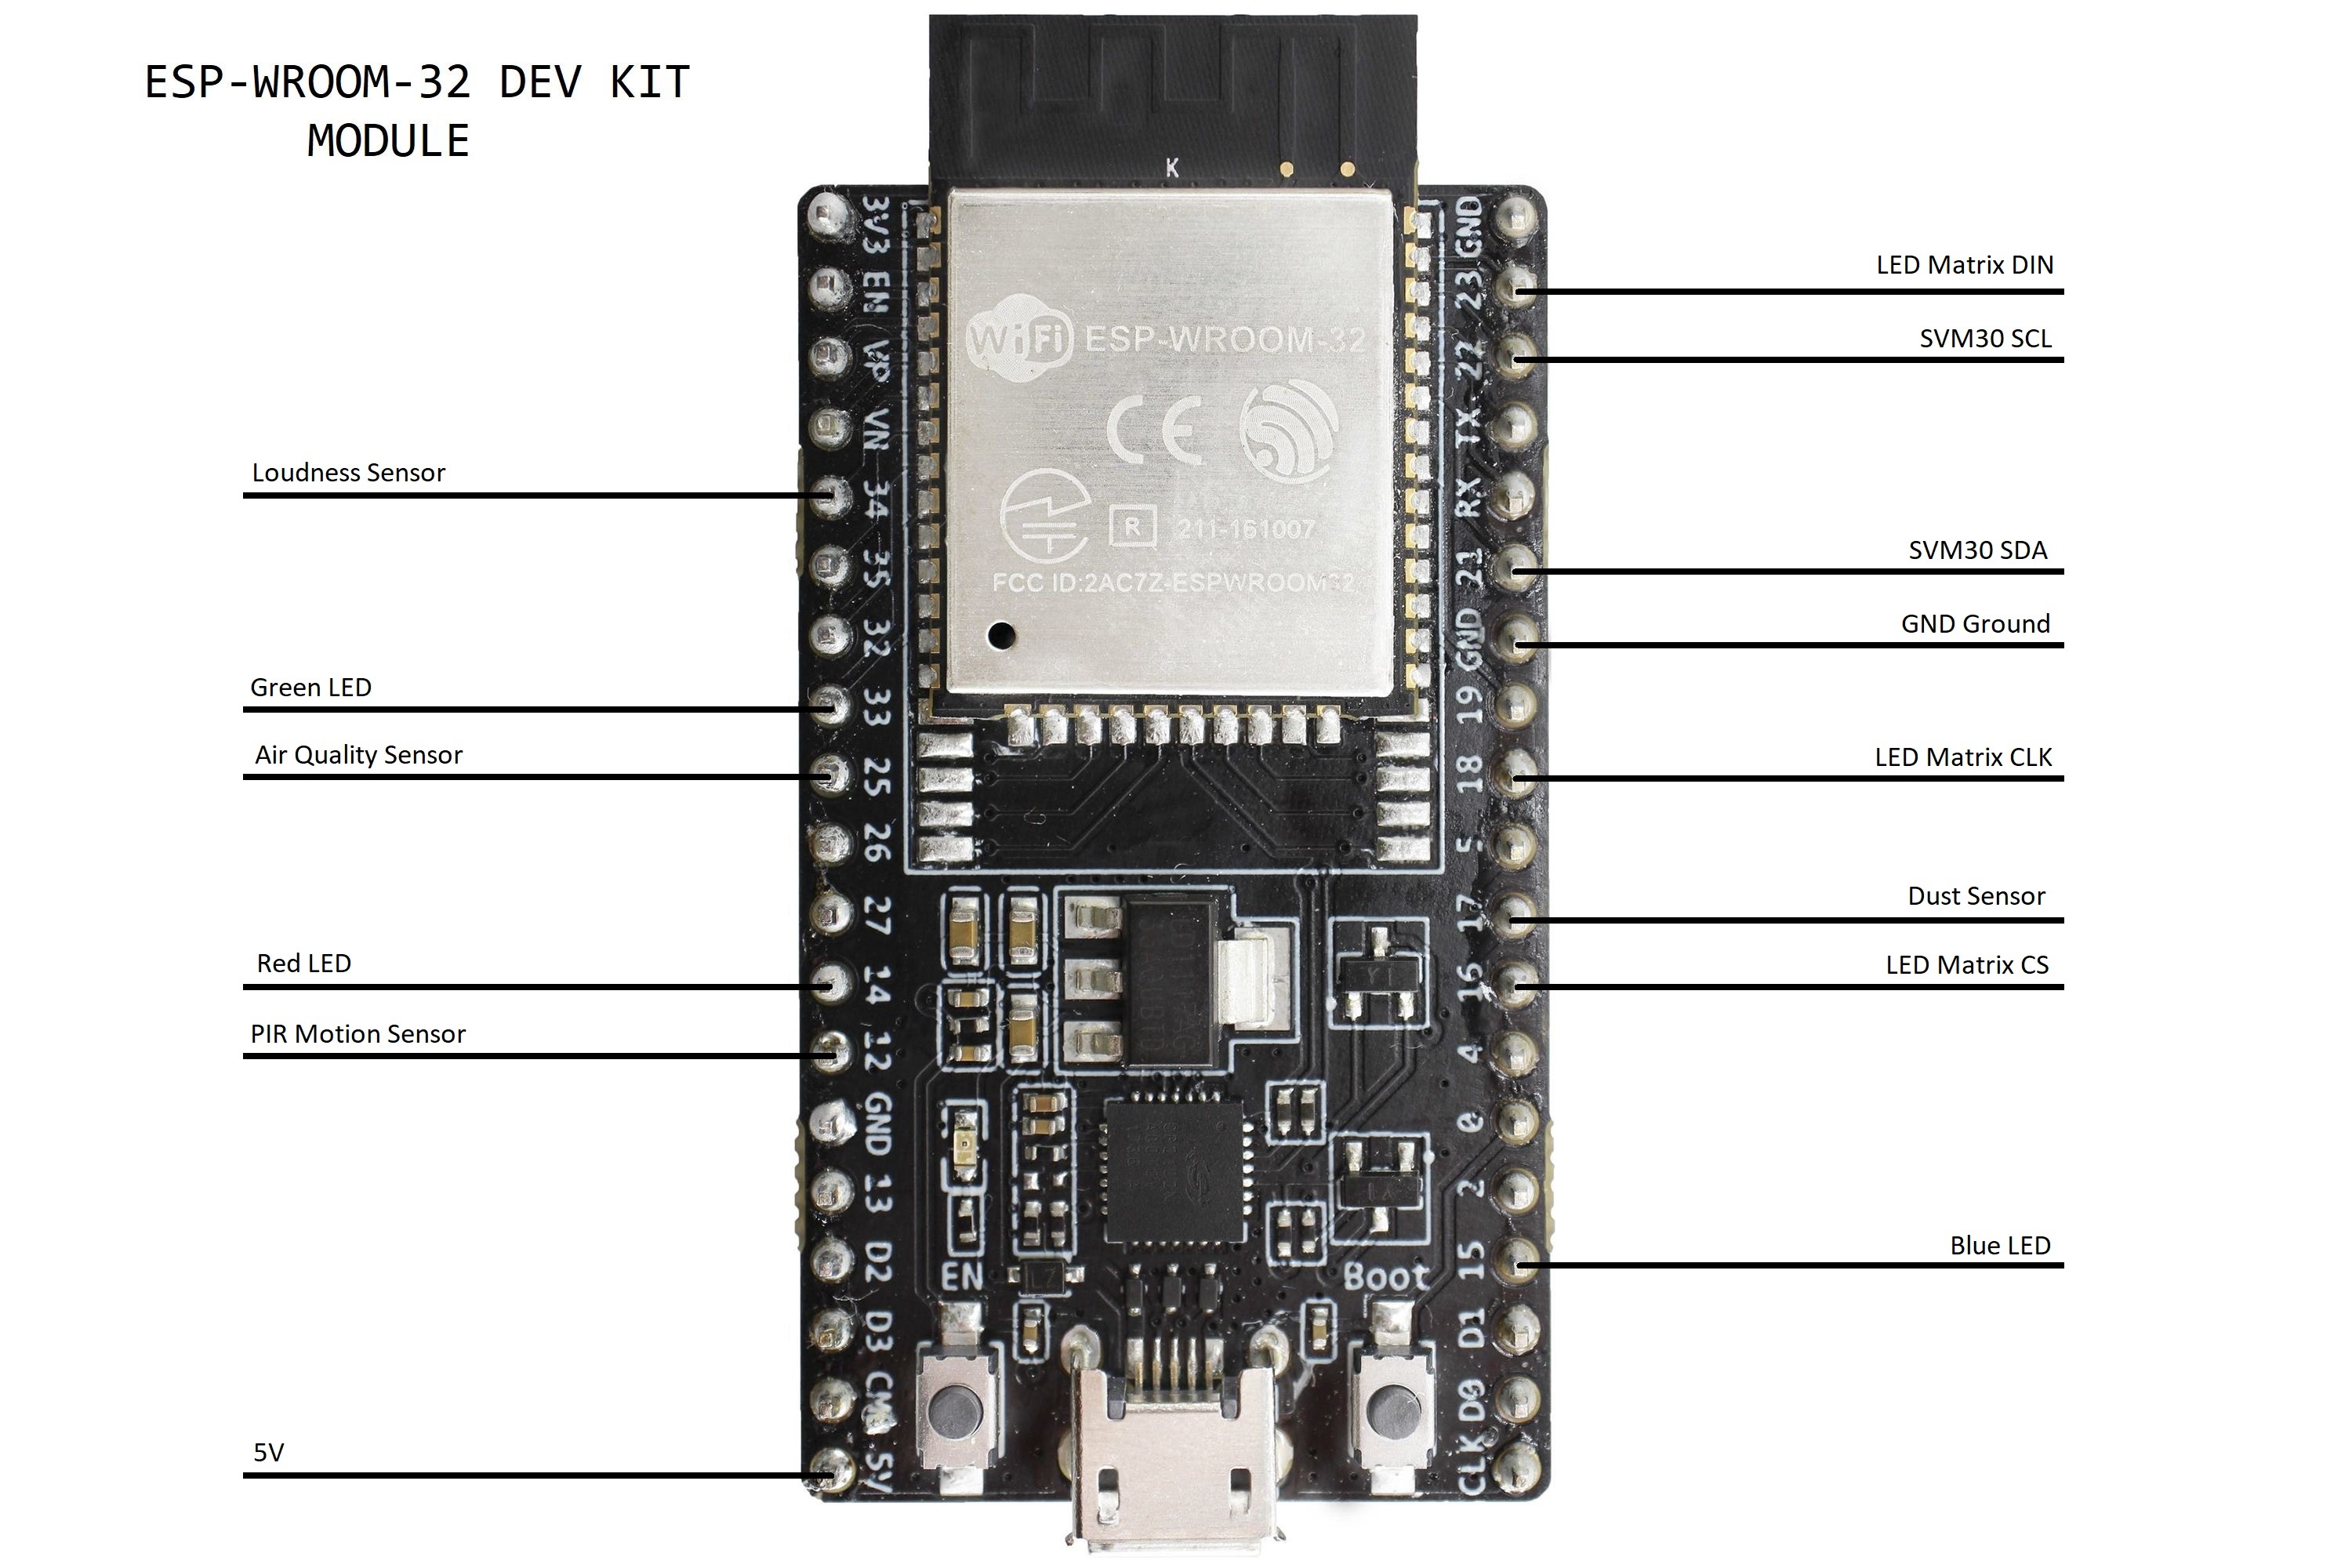 ESP-WROOM-32 DEV KIT
MODULE
K
WiFi ESP-WROOM-32
CE
R 211-161007
FCC ID:2AC7Z-ESPWROOM32
Loudness Sensor
Green LED
Air Quality Sensor
Red LED
PIR Motion Sensor
5V
3V3
EN
VP
VN
34
35
32
33
25
26
27
14
12
GND
13
D2
D3
CMD
5V
GND
23
22
TX
RX
21
GND
19
18
5
17
16
4
0
2
15
D1
D0
CLK
LED Matrix DIN
SVM30 SCL
SVM30 SDA
GND Ground
LED Matrix CLK
Dust Sensor
LED Matrix CS
Blue LED
EN
Boot